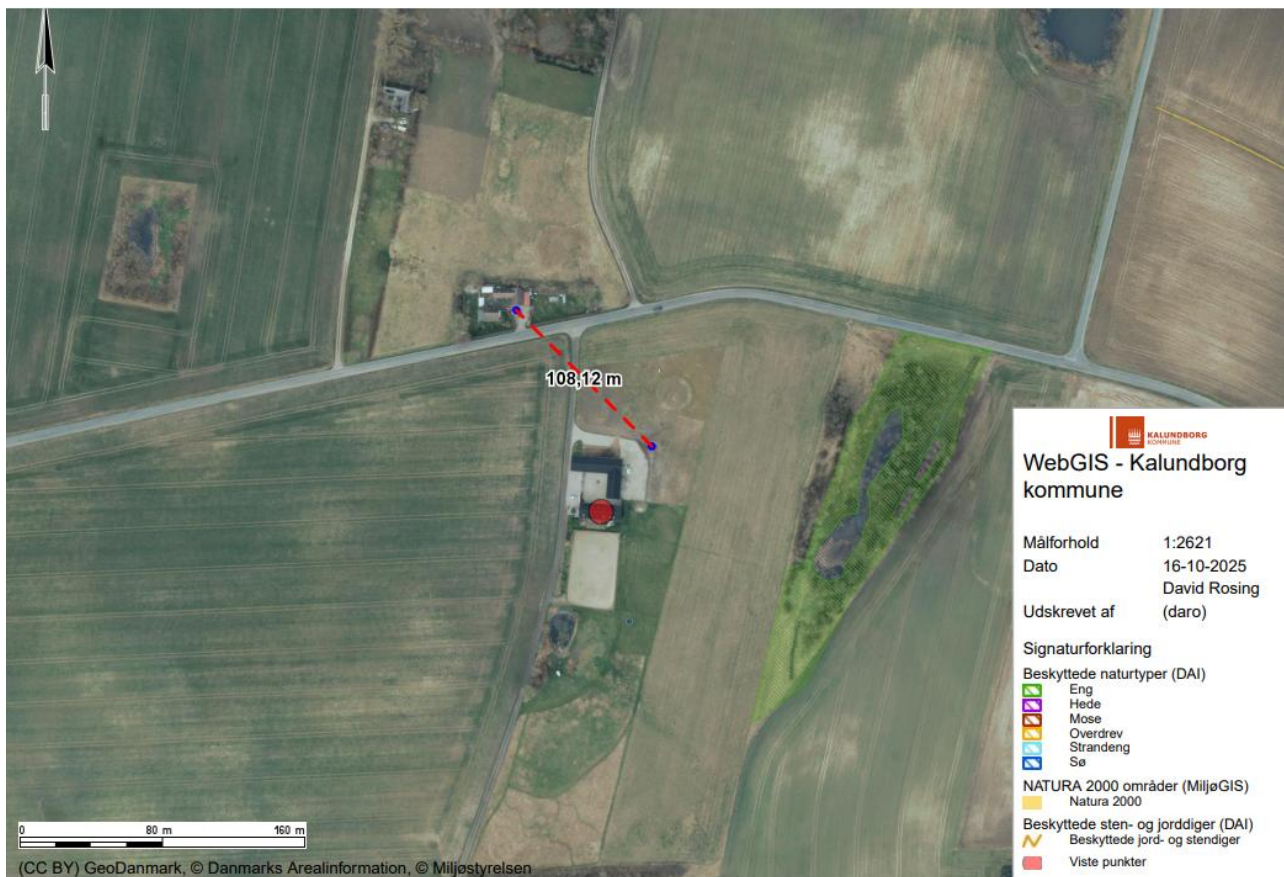 108,12 m
KALUNDBORG
KOMMUNE
WebGIS - Kalundborg
kommune
Målforhold 1:2621
Dato 16-10-2025
David Rosing
Udskrevet af (daro)
Signaturforklaring
Beskyttede naturtyper (DAI)
Eng
Hede
Mose
Overdrev
Strandeng
Sø
NATURA 2000 områder (MiljøGIS)
Natura 2000
Beskyttede sten- og jorddiger (DAI)
Beskyttede jord- og stendiger
Viste punkter
0 80 m 160 m
(CC BY) GeoDanmark, © Danmarks Arealinformation, © Miljøstyrelsen